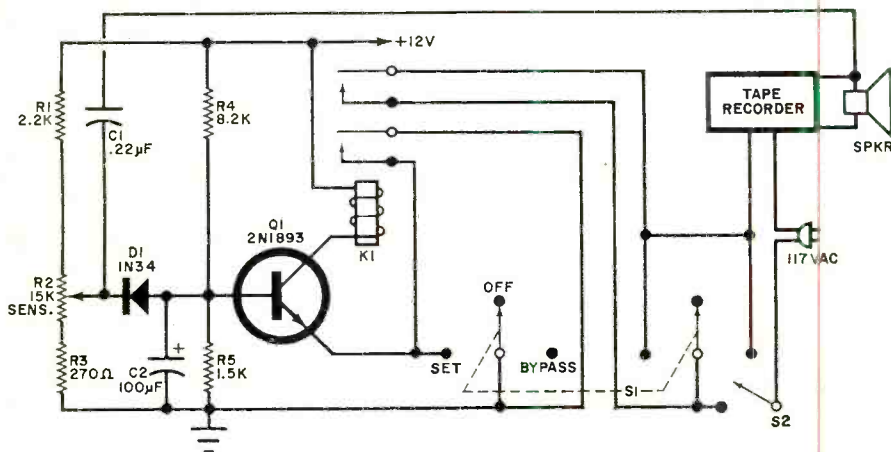 +12V
R1
2.2K
C1
.22µF
R4
8.2K
TAPE
RECORDER
SPKR
Q1
2N1893
K1
D1
1N34
117VAC
R2
15K
SENS.
OFF
R3
270Ω
C2
100µF
+
R5
1.5K
SET
BYPASS
S1
S2